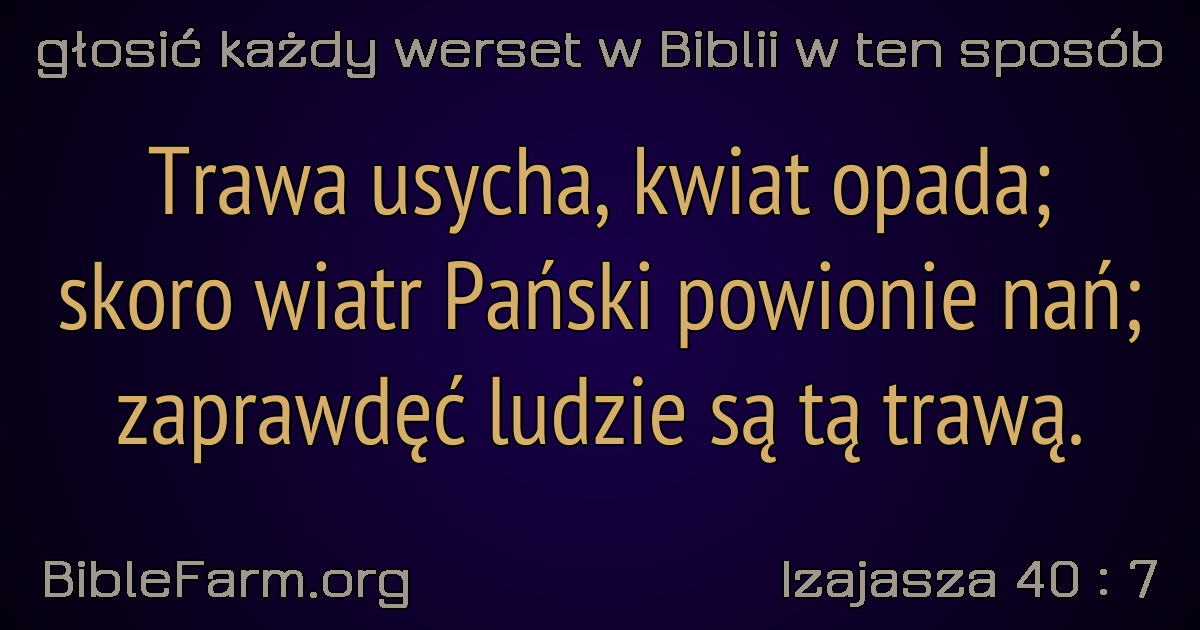 głosić każdy werset w Biblii w ten sposób
Trawa usycha, kwiat opada;
skoro wiatr Pański powionie nań;
zaprawdęć ludzie są tą trawą.
BibleFarm.org
Izajasza 40 : 7